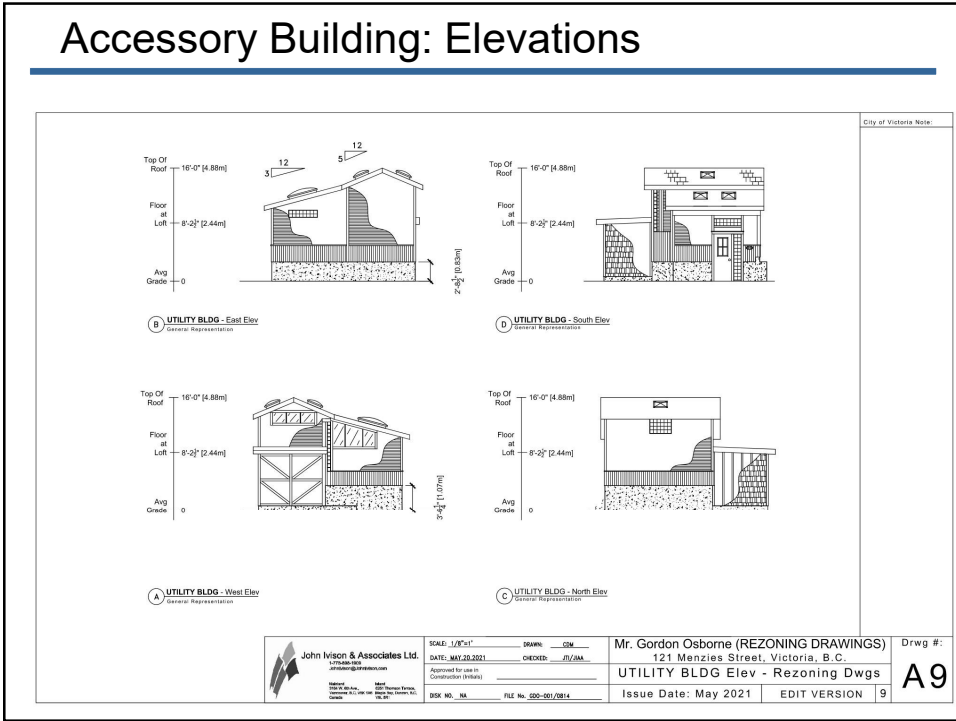 Accessory Building: Elevations
City of Victoria Note:
Top Of
Roof
16'-0" [4.88m]
Floor
at
Loft
8'-2½" [2.44m]
Avg
Grade
0
3
12
5
12
2'-8½" [0.83m]
B
UTILITY BLDG - East Elev
General Representation
Top Of
Roof
16'-0" [4.88m]
Floor
at
Loft
8'-2½" [2.44m]
Avg
Grade
0
D
UTILITY BLDG - South Elev
General Representation
Top Of
Roof
16'-0" [4.88m]
Floor
at
Loft
8'-2½" [2.44m]
Avg
Grade
0
3'-6¼" [1.07m]
A
UTILITY BLDG - West Elev
General Representation
Top Of
Roof
16'-0" [4.88m]
Floor
at
Loft
8'-2½" [2.44m]
Avg
Grade
0
C
UTILITY BLDG - North Elev
General Representation
John Ivison & Associates Ltd.
Canada
SCALE: 1/8"=1'
DRAWN: CDM
DATE: MAY.20.2021
CHECKED: JTI/JIAA
Approved for use in
Construction (Initials)
DISK NO. NA
FILE No. GDO-001/0814
Mr. Gordon Osborne (REZONING DRAWINGS)
121 Menzies Street, Victoria, B.C.
UTILITY BLDG Elev - Rezoning Dwgs
Issue Date: May 2021
EDIT VERSION
9
Drwg #:
A9